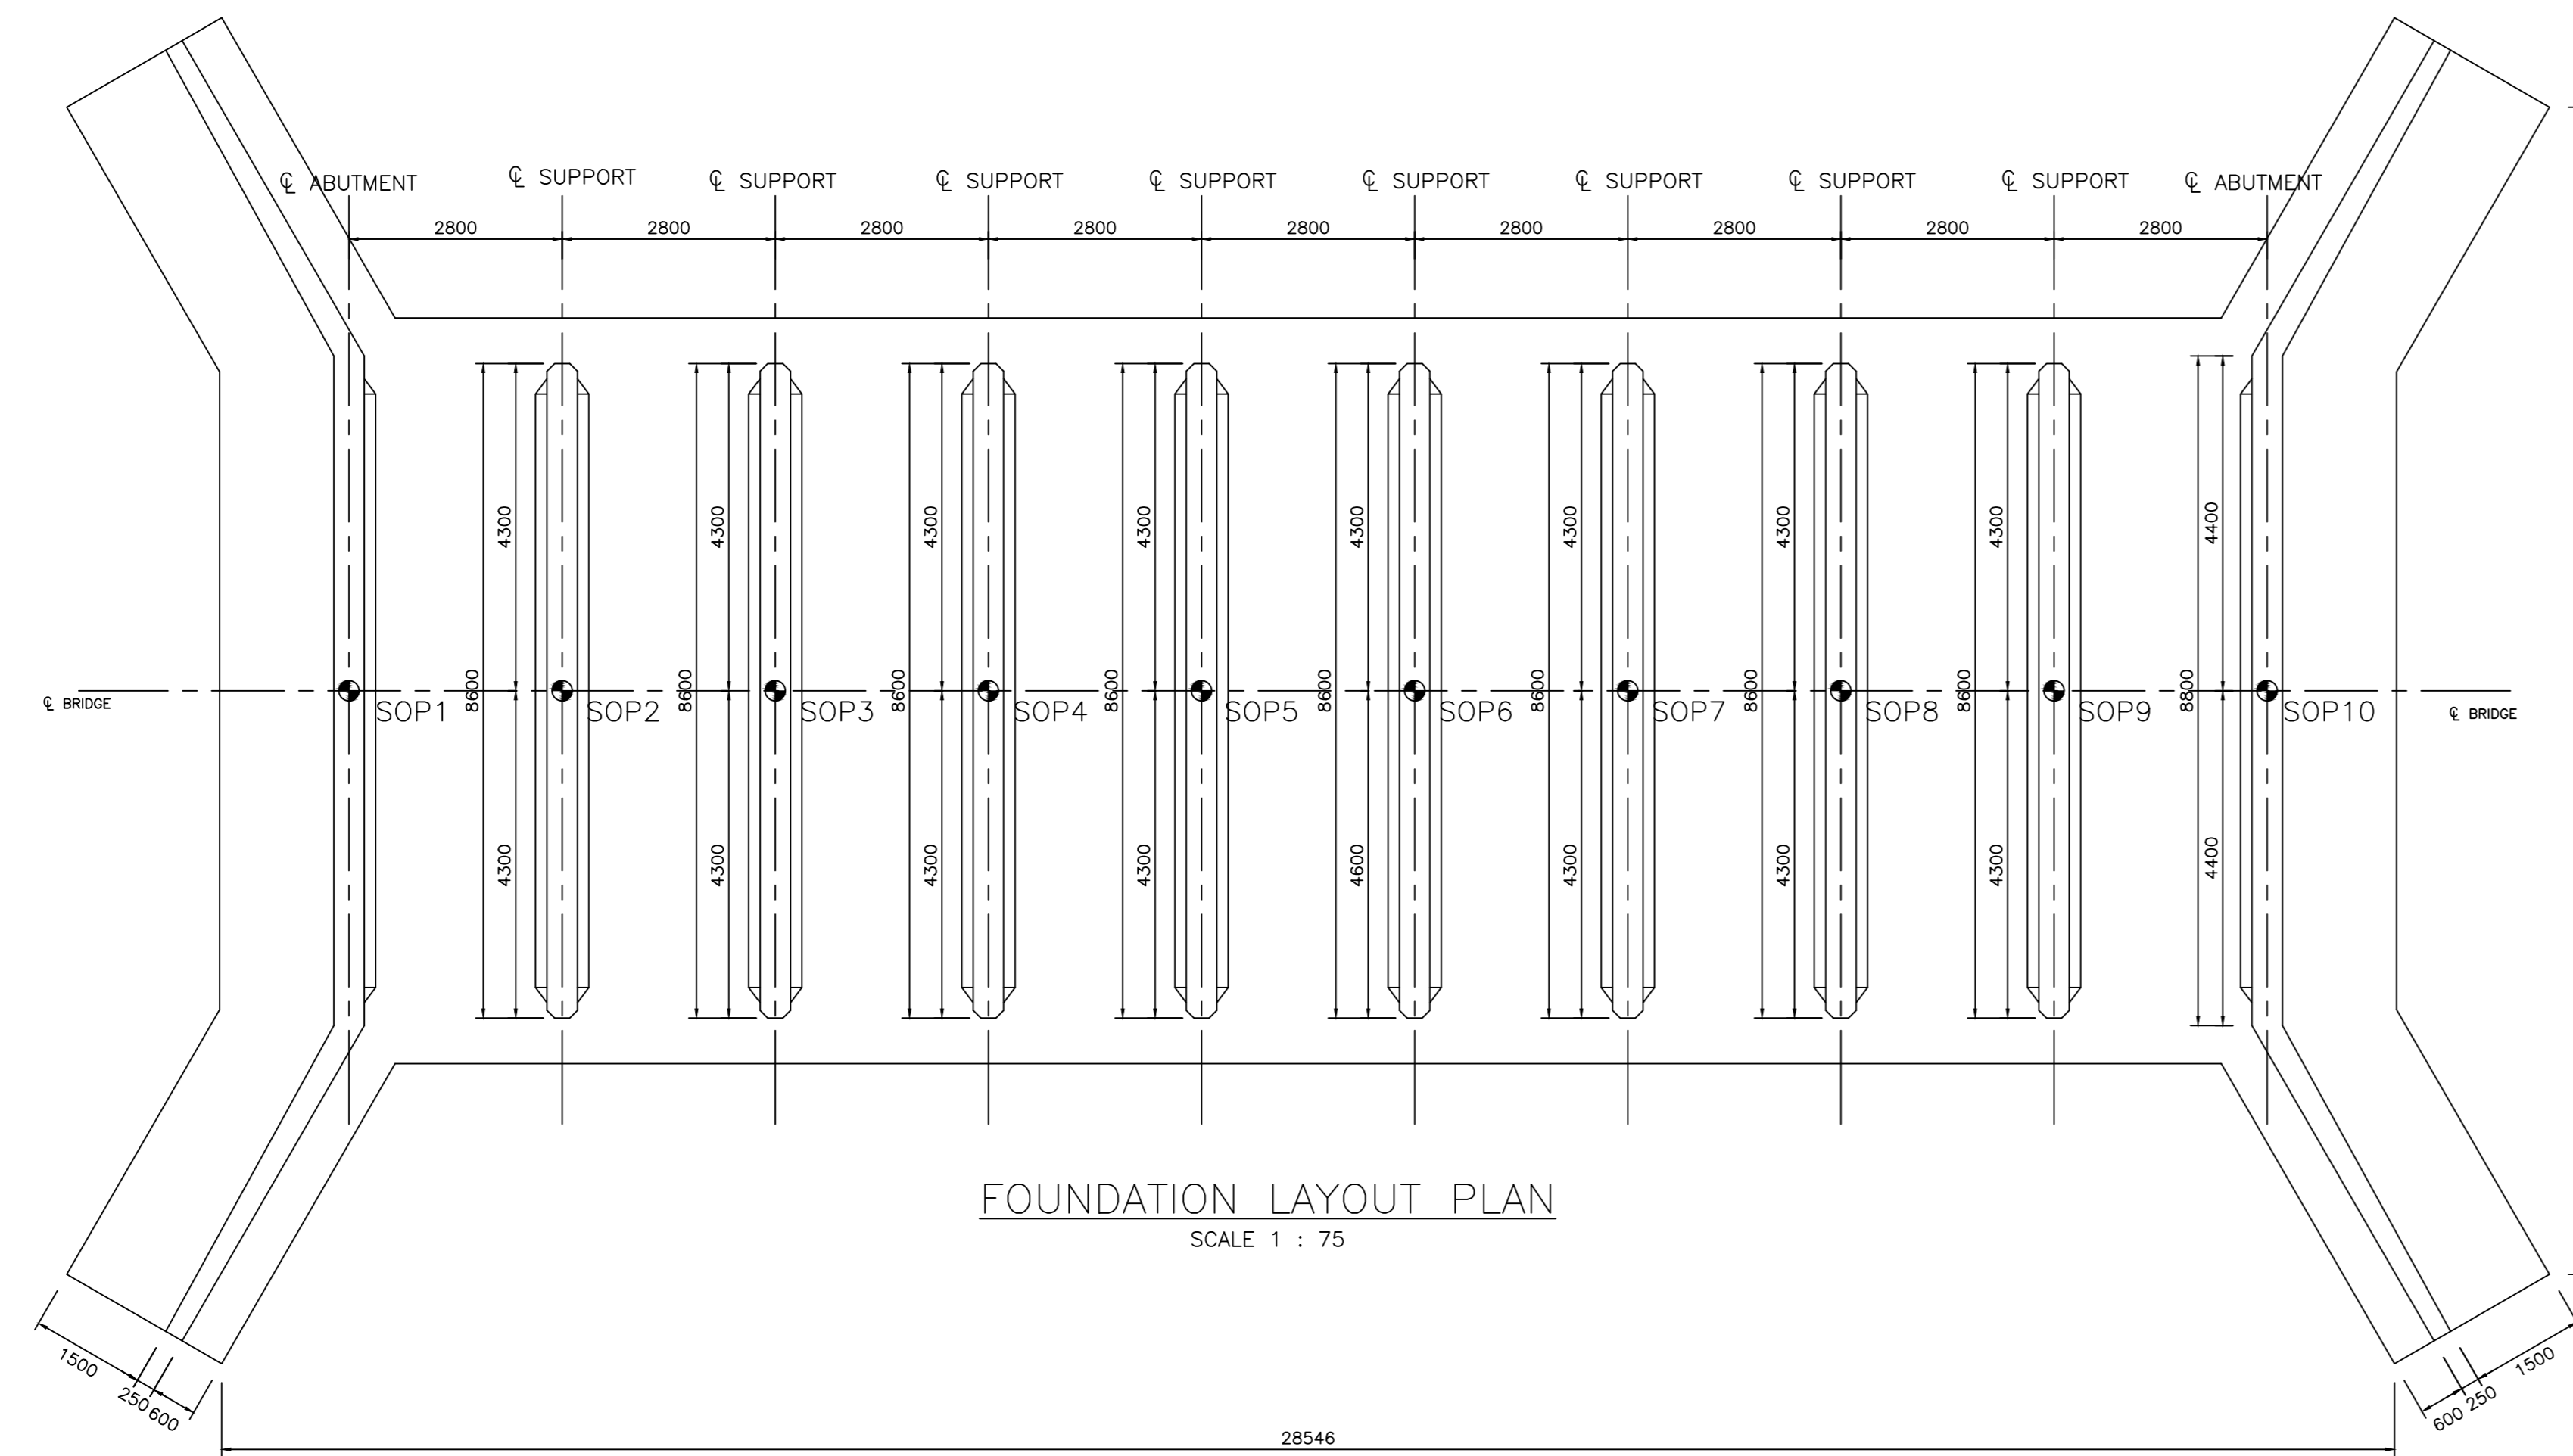 ℄ ABUTMENT
℄ SUPPORT
℄ SUPPORT
℄ SUPPORT
℄ SUPPORT
℄ SUPPORT
℄ SUPPORT
℄ SUPPORT
℄ SUPPORT
℄ ABUTMENT
2800
2800
2800
2800
2800
2800
2800
2800
2800
4300
4300
4300
4300
4300
4300
4300
4300
4400
8600
8600
8600
8600
8600
8600
8600
8600
8800
℄ BRIDGE
SOP1
SOP2
SOP3
SOP4
SOP5
SOP6
SOP7
SOP8
SOP9
SOP10
℄ BRIDGE
4300
4300
4300
4300
4600
4300
4300
4300
4400
FOUNDATION LAYOUT PLAN
SCALE 1 : 75
1500
250
600
600
250
1500
28546